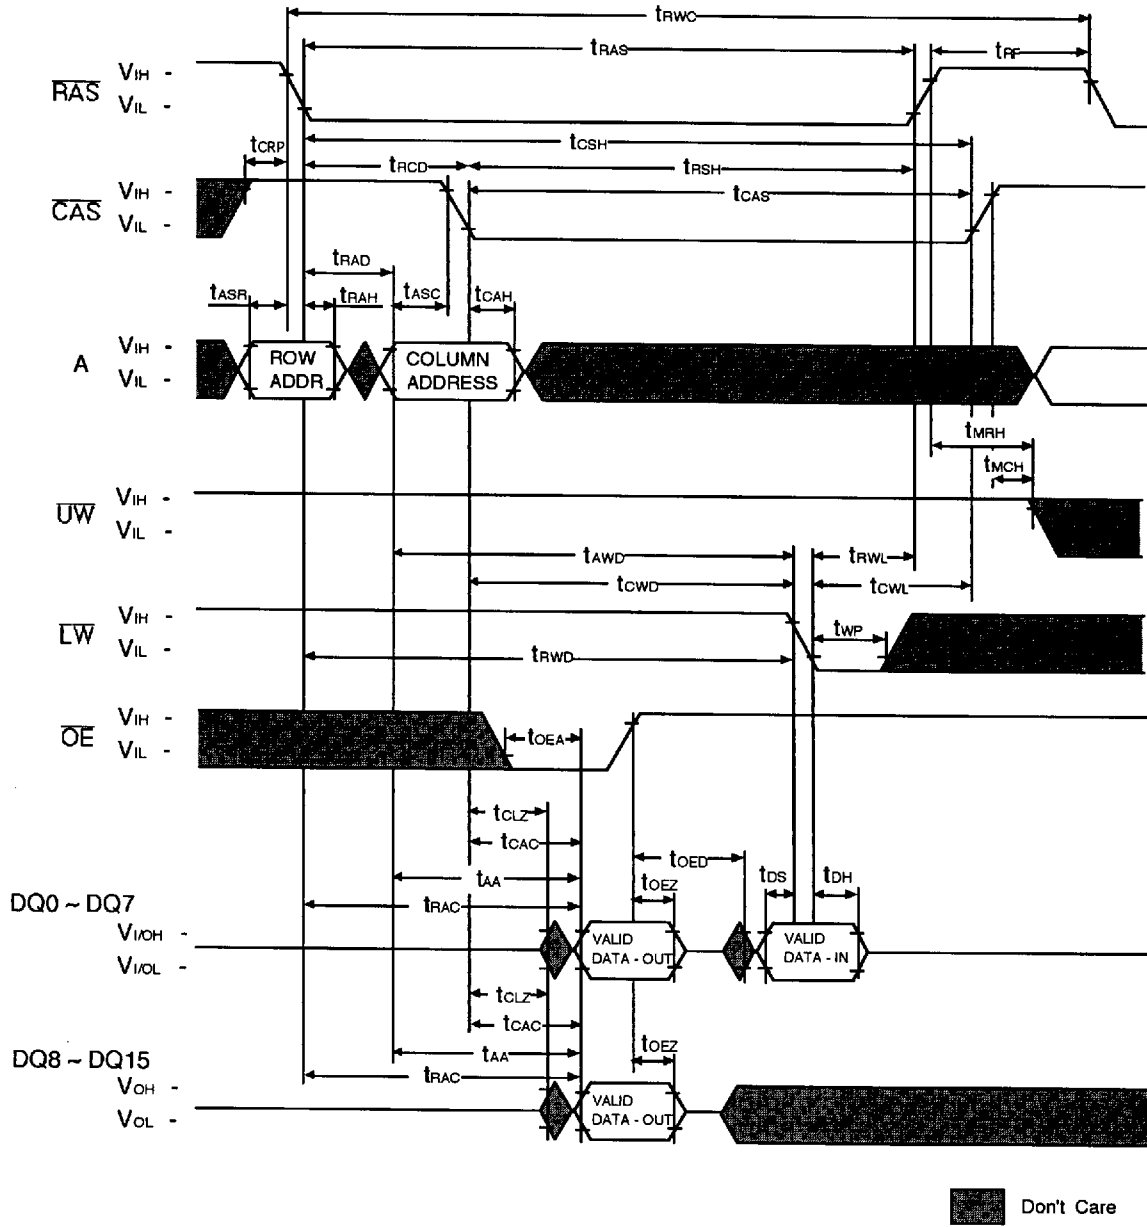 tRWC
tRAS
tRP
RAS
VIH -
VIL -
tCRP
tCSH
tRCD
tRSH
CAS
VIH -
VIL -
tCAS
tRAD
tASR
tRAH
tASC
tCAH
A
VIH -
VIL -
ROW
ADDR
COLUMN
ADDRESS
tMRH
tMCH
UW
VIH -
VIL -
tAWD
tRWL
tCWD
tCWL
LW
VIH -
VIL -
tWP
tRWD
OE
VIH -
VIL -
tOEA
tCLZ
tCAC
tOED
tAA
tOEZ
tDS
tDH
DQ0 ~ DQ7
tRAC
VI/OH -
VI/OL -
VALID
DATA - OUT
VALID
DATA - IN
tCLZ
tCAC
tOEZ
tAA
DQ8 ~ DQ15
tRAC
VOH -
VOL -
VALID
DATA - OUT
Don't Care